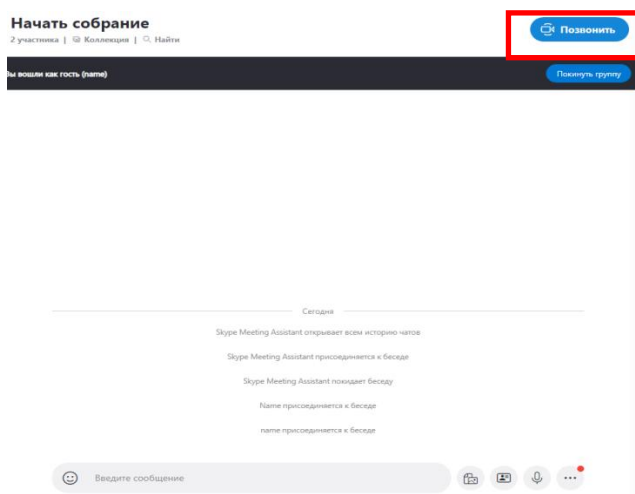 Начать собрание
Позвонить
2 участника | Коллекция | Найти
Вы вошли как гость (name)
Покинуть группу
Сегодня
Skype Meeting Assistant открывает всем историю чатов
Skype Meeting Assistant присоединяется к беседе
Skype Meeting Assistant покидает беседу
Name присоединяется к беседе
name присоединяется к беседе
Введите сообщение